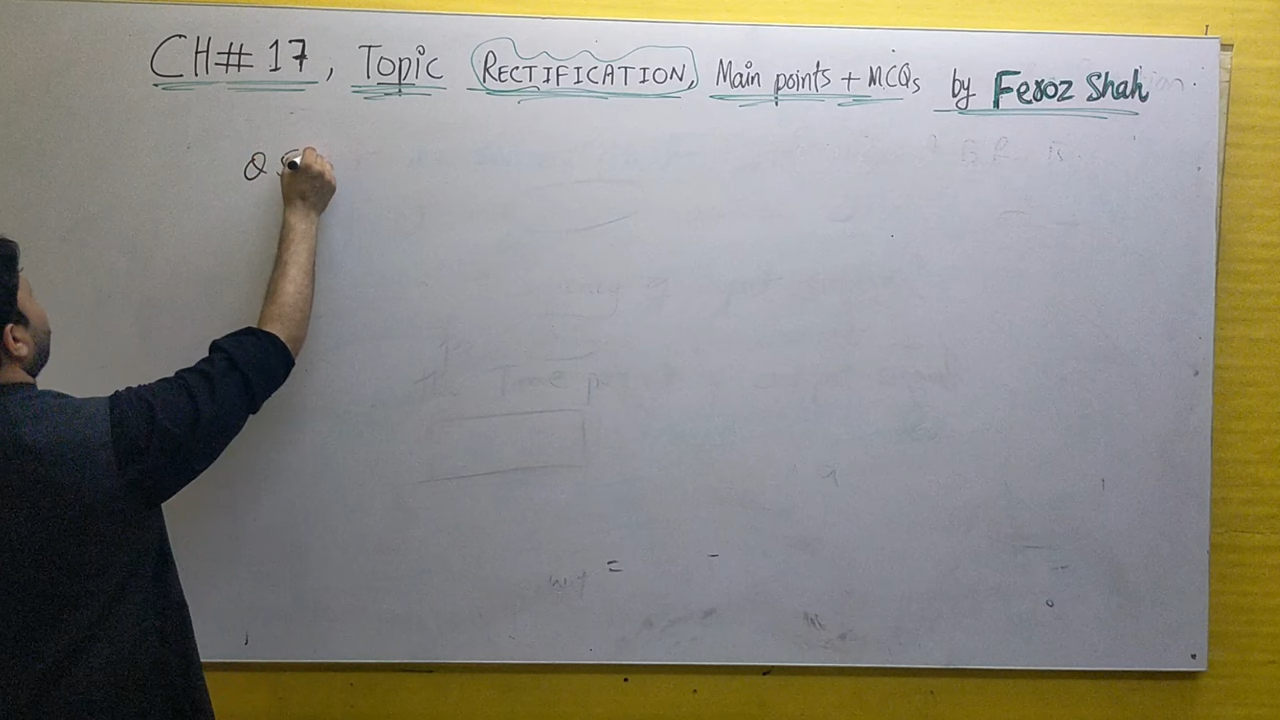 CH# 17, Topic RECTIFICATION, Main points + MCQs by Feroz Shah
Q